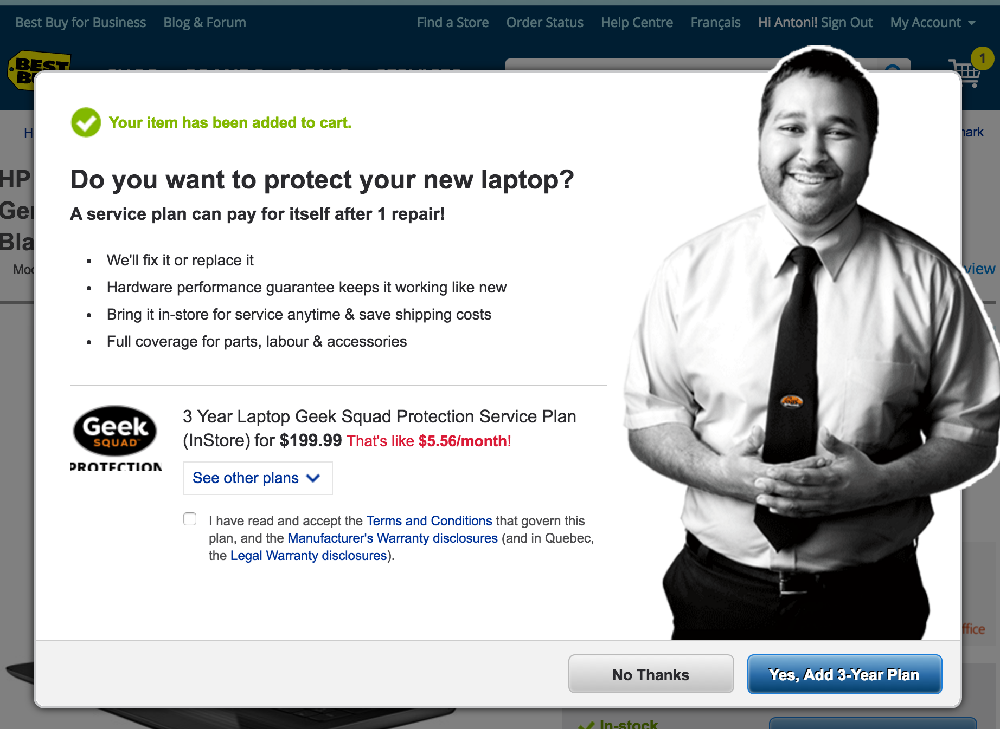 Best Buy for Business Blog & Forum Find a Store Order Status Help Centre Français Hi Antoni! Sign Out My Account
BEST
1
Your item has been added to cart.
Do you want to protect your new laptop?
A service plan can pay for itself after 1 repair!
HP
We'll fix it or replace it
Hardware performance guarantee keeps it working like new
Bring it in-store for service anytime & save shipping costs
Full coverage for parts, labour & accessories
view
Geek
SQUAD
PROTECTION
3 Year Laptop Geek Squad Protection Service Plan
(InStore) for $199.99 That's like $5.56/month!
See other plans
I have read and accept the Terms and Conditions that govern this
plan, and the Manufacturer's Warranty disclosures (and in Quebec,
the Legal Warranty disclosures).
No Thanks Yes, Add 3-Year Plan
In-stock